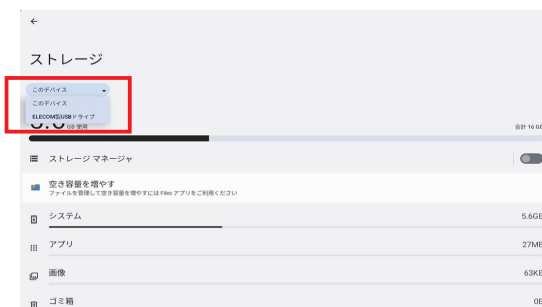 ストレージ
このデバイス
このデバイス
ELECOM製USBドライブ
GB 使用
合計 16 GB
ストレージ マネージャ
空き容量を増やす
ファイルを管理して空き容量を増やすには Files アプリをご利用ください
システム
5.6GB
アプリ
27MB
画像
63KB
ゴミ箱
0B